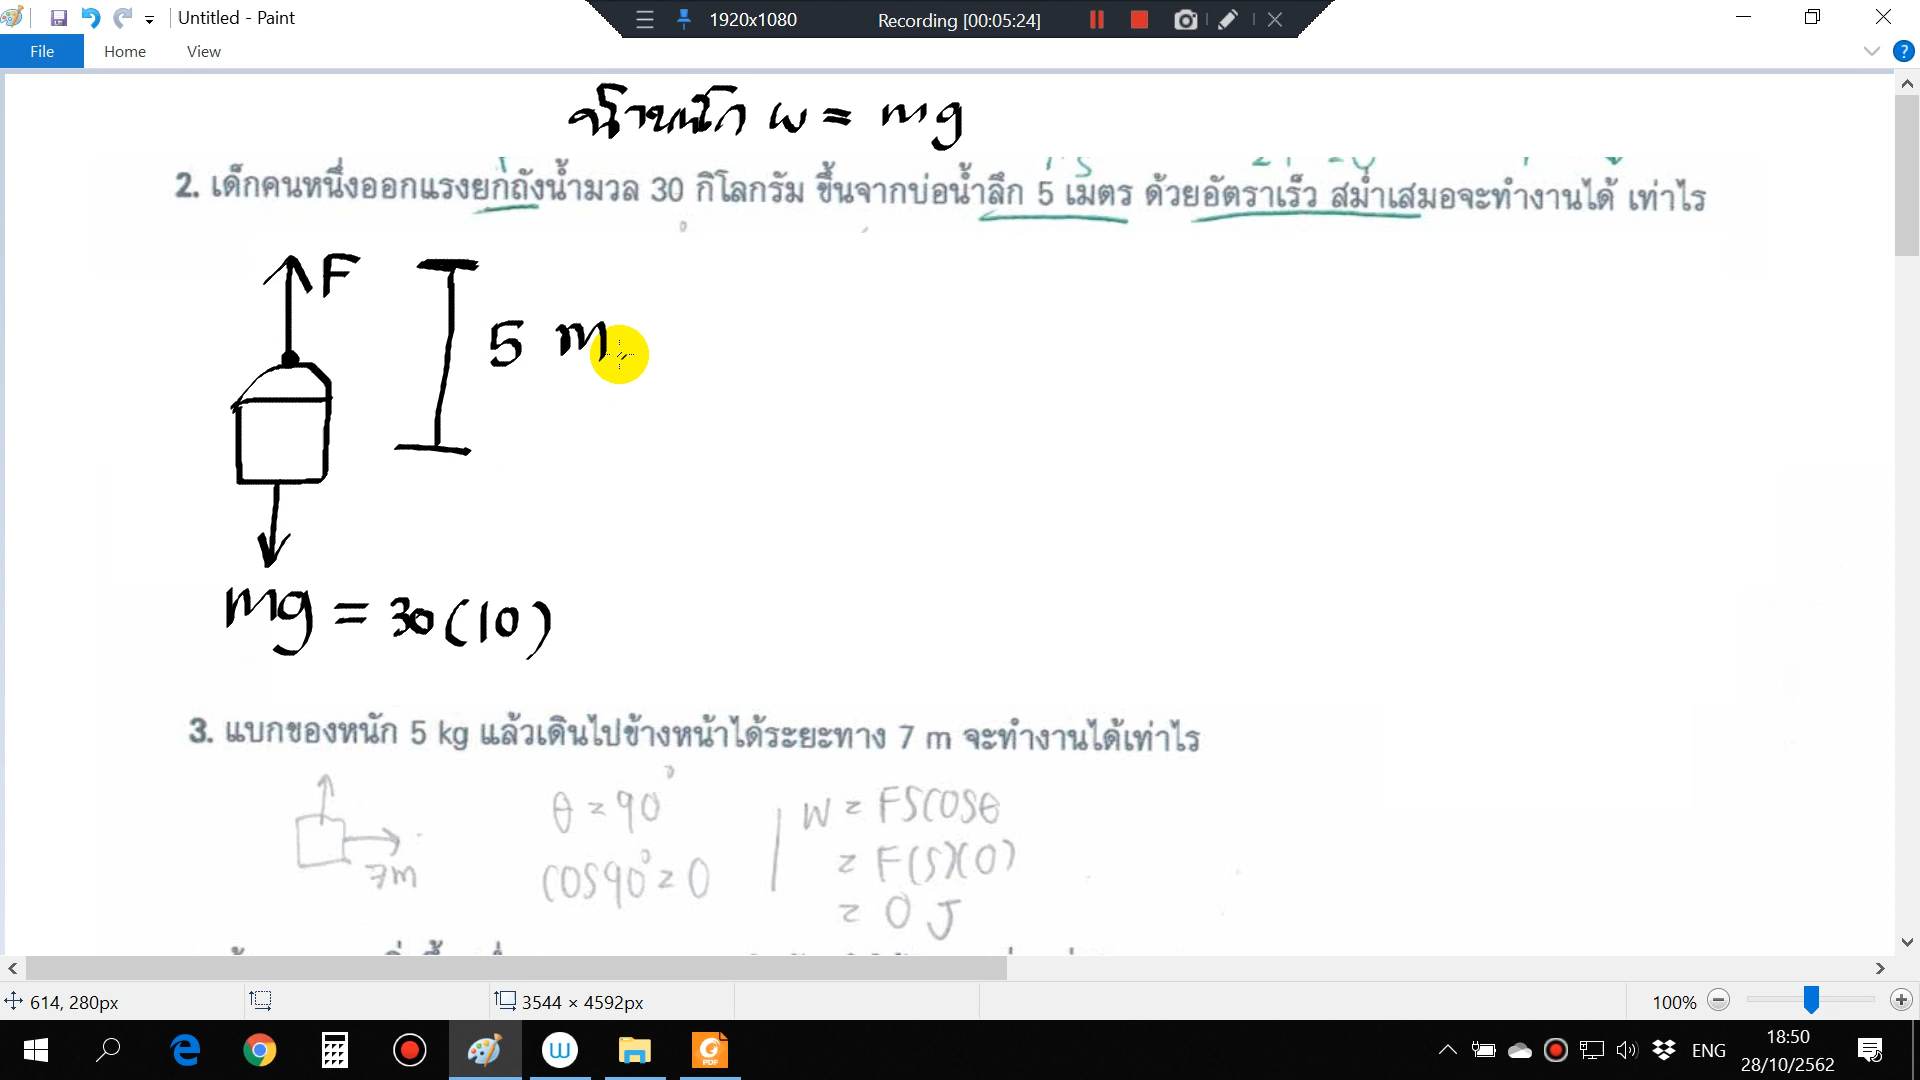 Untitled - Paint
1920x1080
Recording [00:05:24]
File
Home
View
น้ำหนัก w = mg
2. เด็กคนหนึ่งออกแรงยกถังน้ำมวล 30 กิโลกรัม ขึ้นจากบ่อน้ำลึก 5 เมตร ด้วยอัตราเร็ว สม่ำเสมอจะทำงานได้ เท่าไร
F
5 m
mg = 30(10)
3. แบกของหนัก 5 kg แล้วเดินไปข้างหน้าได้ระยะทาง 7 m จะทำงานได้เท่าไร
7m
θ = 90°
cos90° = 0
W = FScosθ
= F(S)(0)
= 0 J
614, 280px
3544 × 4592px
100%
ENG
18:50
28/10/2562